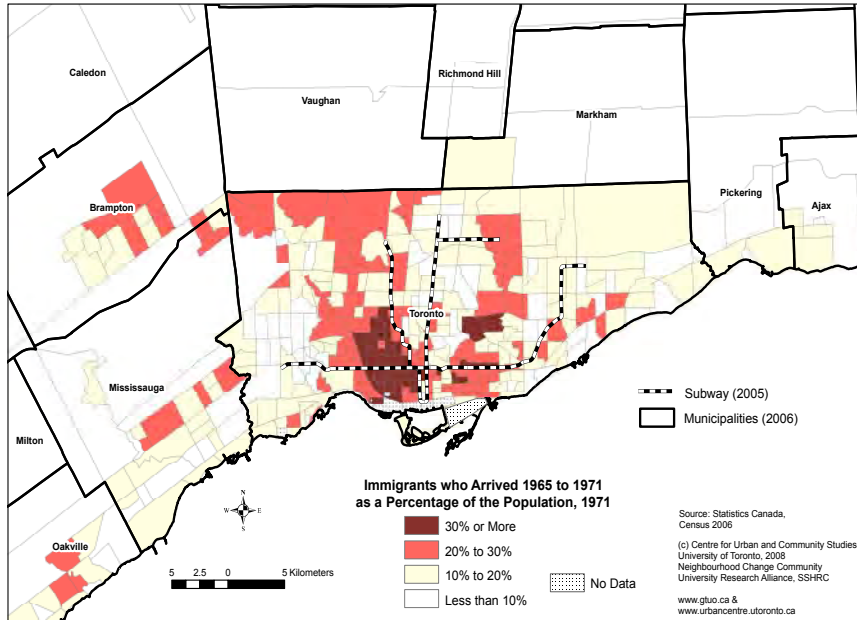 Caledon
Richmond Hill
Vaughan
Markham
Pickering
Ajax
Brampton
Toronto
Mississauga
Milton
Oakville
Subway (2005)
Municipalities (2006)
Immigrants who Arrived 1965 to 1971
as a Percentage of the Population, 1971
30% or More
20% to 30%
10% to 20%
Less than 10%
No Data
N
W E
S
5 2.5 0 5 Kilometers
Source: Statistics Canada,
Census 2006
(c) Centre for Urban and Community Studies
University of Toronto, 2008
Neighbourhood Change Community
University Research Alliance, SSHRC
www.gtuo.ca &
www.urbancentre.utoronto.ca